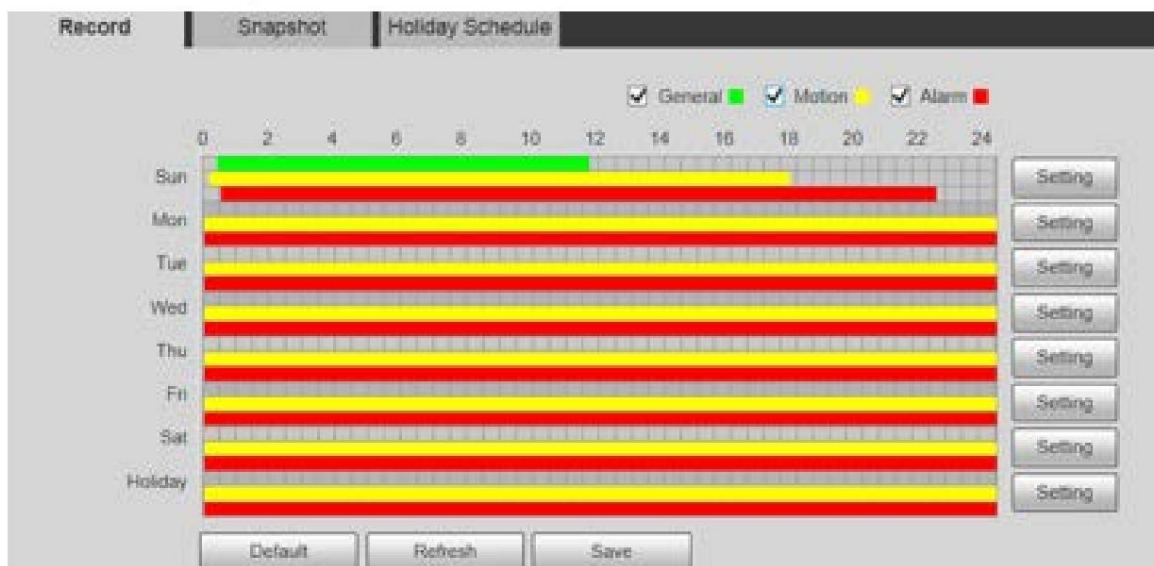 Record Snapshot Holiday Schedule
General Motion Alarm
0 2 4 6 8 10 12 14 16 18 20 22 24
Sun Setting
Mon Setting
Tue Setting
Wed Setting
Thu Setting
Fri Setting
Sat Setting
Holiday Setting
Default Refresh Save